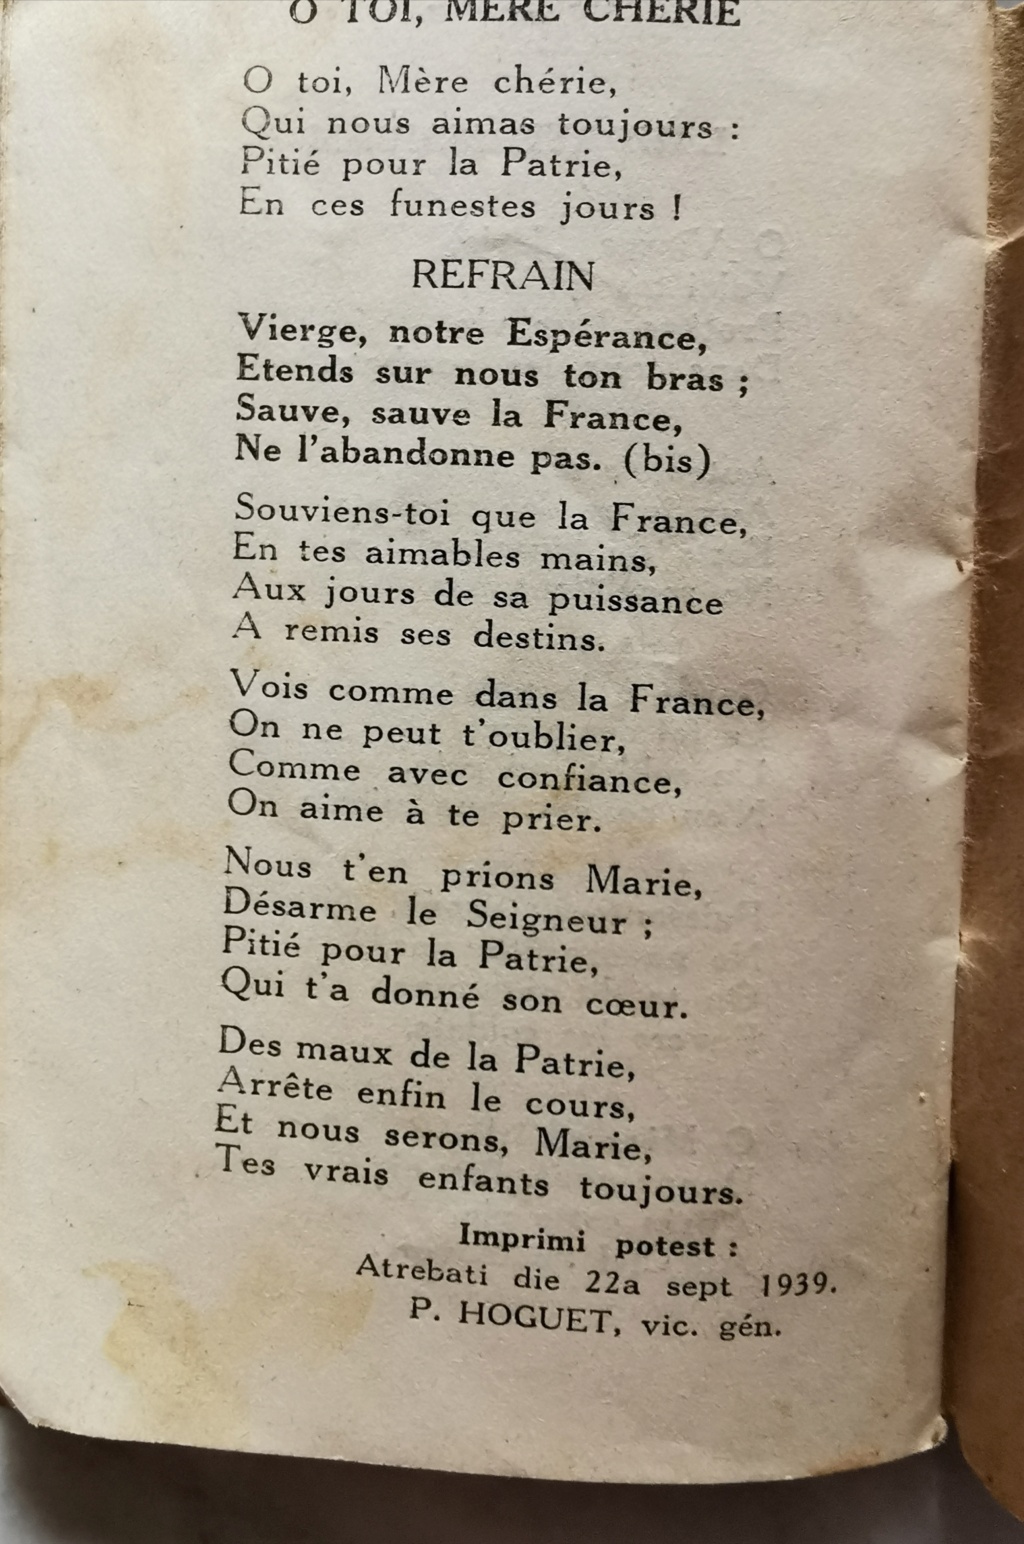 O TOI, MÈRE CHÉRIE
O toi, Mère chérie,
Qui nous aimas toujours :
Pitié pour la Patrie,
En ces funestes jours !
REFRAIN
Vierge, notre Espérance,
Etends sur nous ton bras ;
Sauve, sauve la France,
Ne l'abandonne pas. (bis)
Souviens-toi que la France,
En tes aimables mains,
Aux jours de sa puissance
A remis ses destins.
Vois comme dans la France,
On ne peut t'oublier,
Comme avec confiance,
On aime à te prier.
Nous t'en prions Marie,
Désarme le Seigneur ;
Pitié pour la Patrie,
Qui t'a donné son cœur.
Des maux de la Patrie,
Arrête enfin le cours,
Et nous serons, Marie,
Tes vrais enfants toujours.
Imprimi potest :
Atrebati die 22a sept 1939.
P. HOGUET, vic. gén.